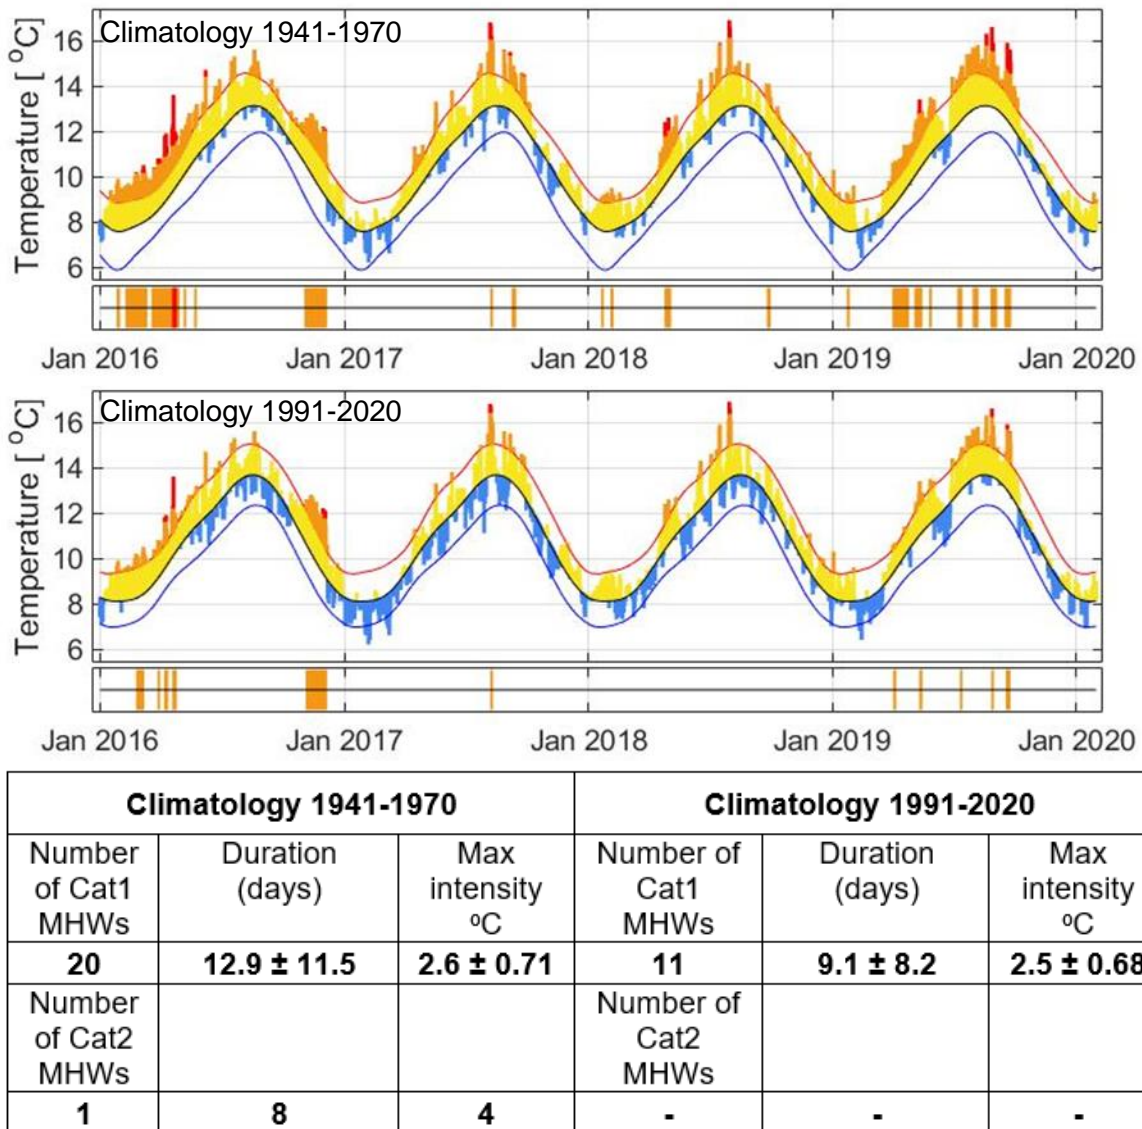 Climatology 1941-1970
Temperature [ °C]
16
14
12
10
8
6
Jan 2016 Jan 2017 Jan 2018 Jan 2019 Jan 2020
Climatology 1991-2020
Temperature [ °C]
16
14
12
10
8
6
Jan 2016 Jan 2017 Jan 2018 Jan 2019 Jan 2020
Climatology 1941-1970 Climatology 1991-2020
Number Duration Max Number of Duration Max
of Cat1 (days) intensity Cat1 (days) intensity
MHWs ºC MHWs ºC
20 12.9 ± 11.5 2.6 ± 0.71 11 9.1 ± 8.2 2.5 ± 0.68
Number Number of
of Cat2 Cat2
MHWs MHWs
1 8 4 - - -